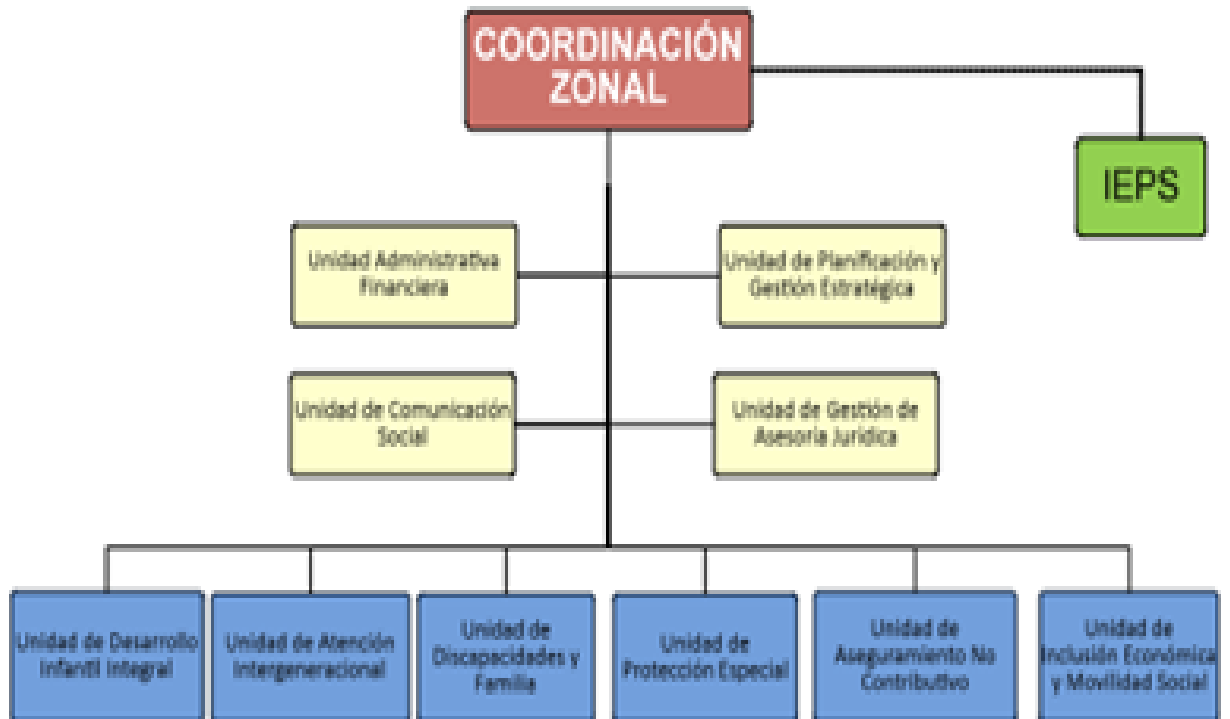 COORDINACIÓN
ZONAL
IEPS
Unidad Administrativa
Financiera
Unidad de Planificación y
Gestión Estratégica
Unidad de Comunicación
Social
Unidad de Gestión de
Asesoría Jurídica
Unidad de Desarrollo
Infantil Integral
Unidad de Atención
Intergeneracional
Unidad de
Discapacidades y
Familia
Unidad de
Protección Especial
Unidad de
Aseguramiento No
Contributivo
Unidad de
Inclusión Económica
y Movilidad Social